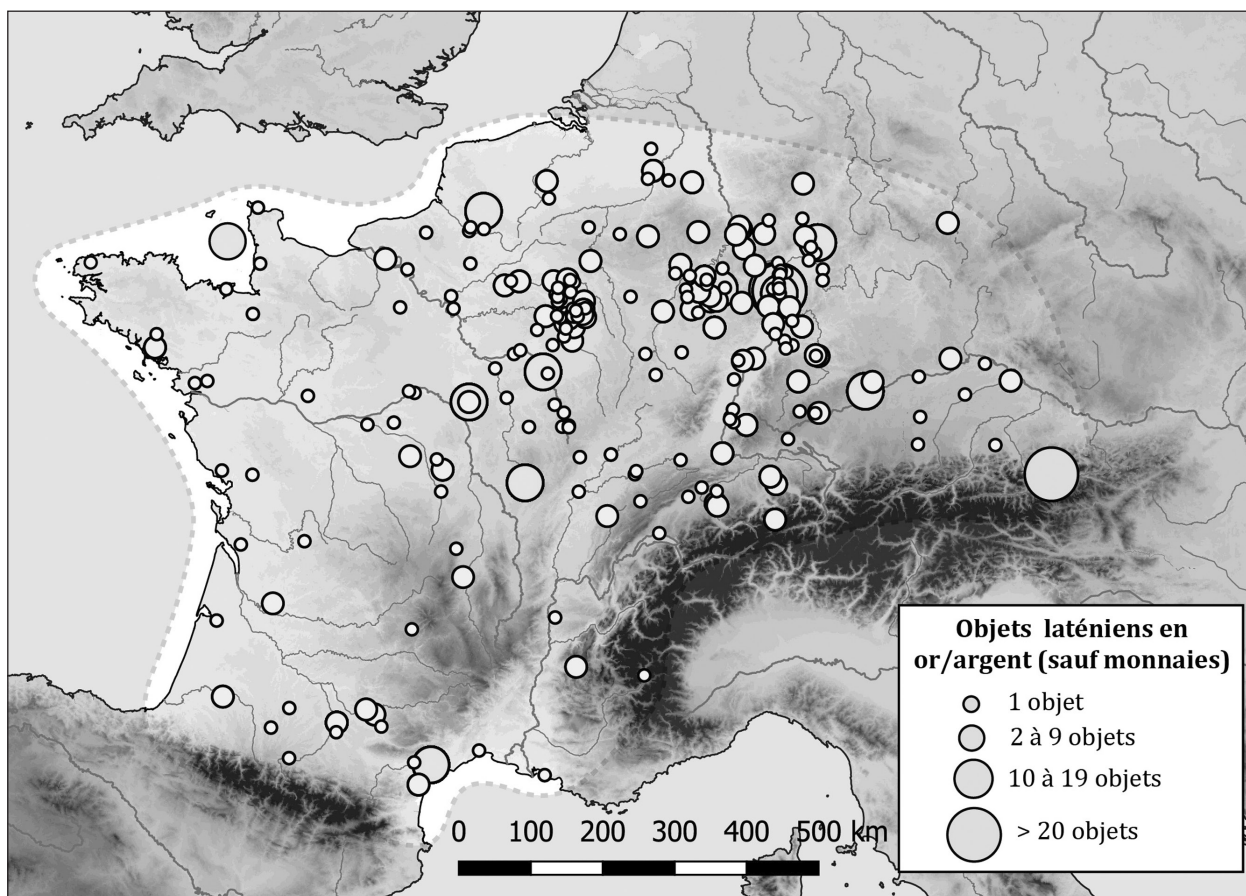 Objets laténiens en
or/argent (sauf monnaies)
1 objet
2 à 9 objets
10 à 19 objets
> 20 objets
0 100 200 300 400 500 km